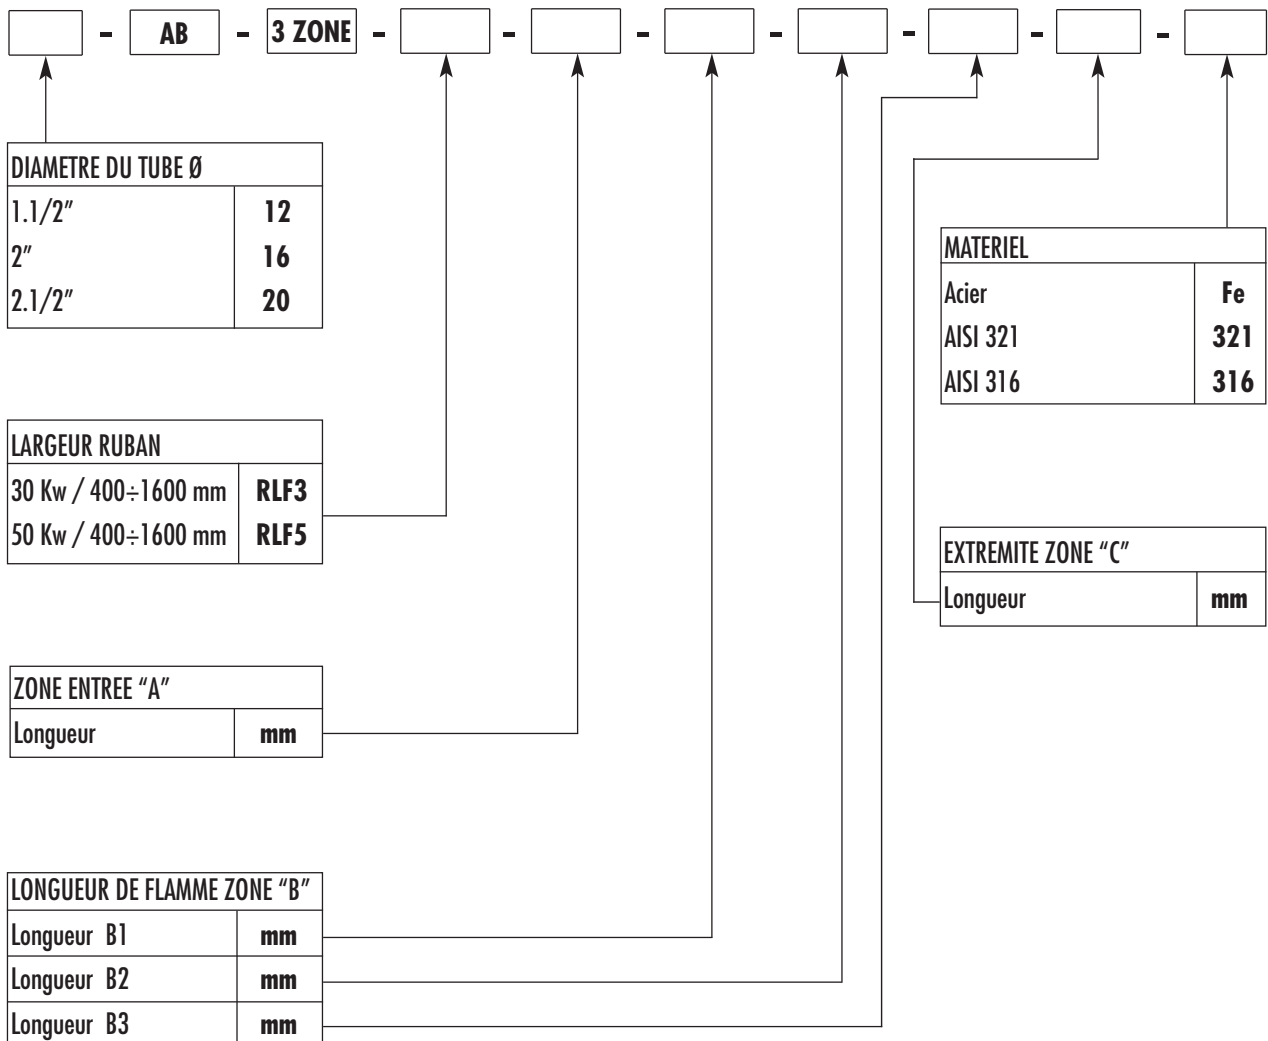 - AB - 3 ZONE - - - - - - -
DIAMETRE DU TUBE Ø
1.1/2” 12
2” 16
2.1/2” 20
MATERIEL
Acier Fe
AISI 321 321
AISI 316 316
LARGEUR RUBAN
30 Kw / 400÷1600 mm RLF3
50 Kw / 400÷1600 mm RLF5
EXTREMITE ZONE “C”
Longueur mm
ZONE ENTREE “A”
Longueur mm
LONGUEUR DE FLAMME ZONE “B”
Longueur B1 mm
Longueur B2 mm
Longueur B3 mm